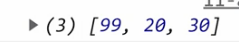 ▶(3) [99, 20, 30]